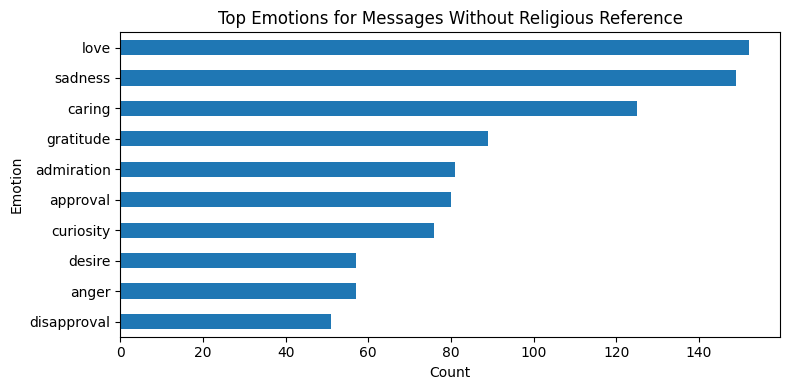 Top Emotions for Messages Without Religious Reference
love
sadness
caring
gratitude
admiration
approval
curiosity
desire
anger
disapproval
Emotion
0 20 40 60 80 100 120 140
Count